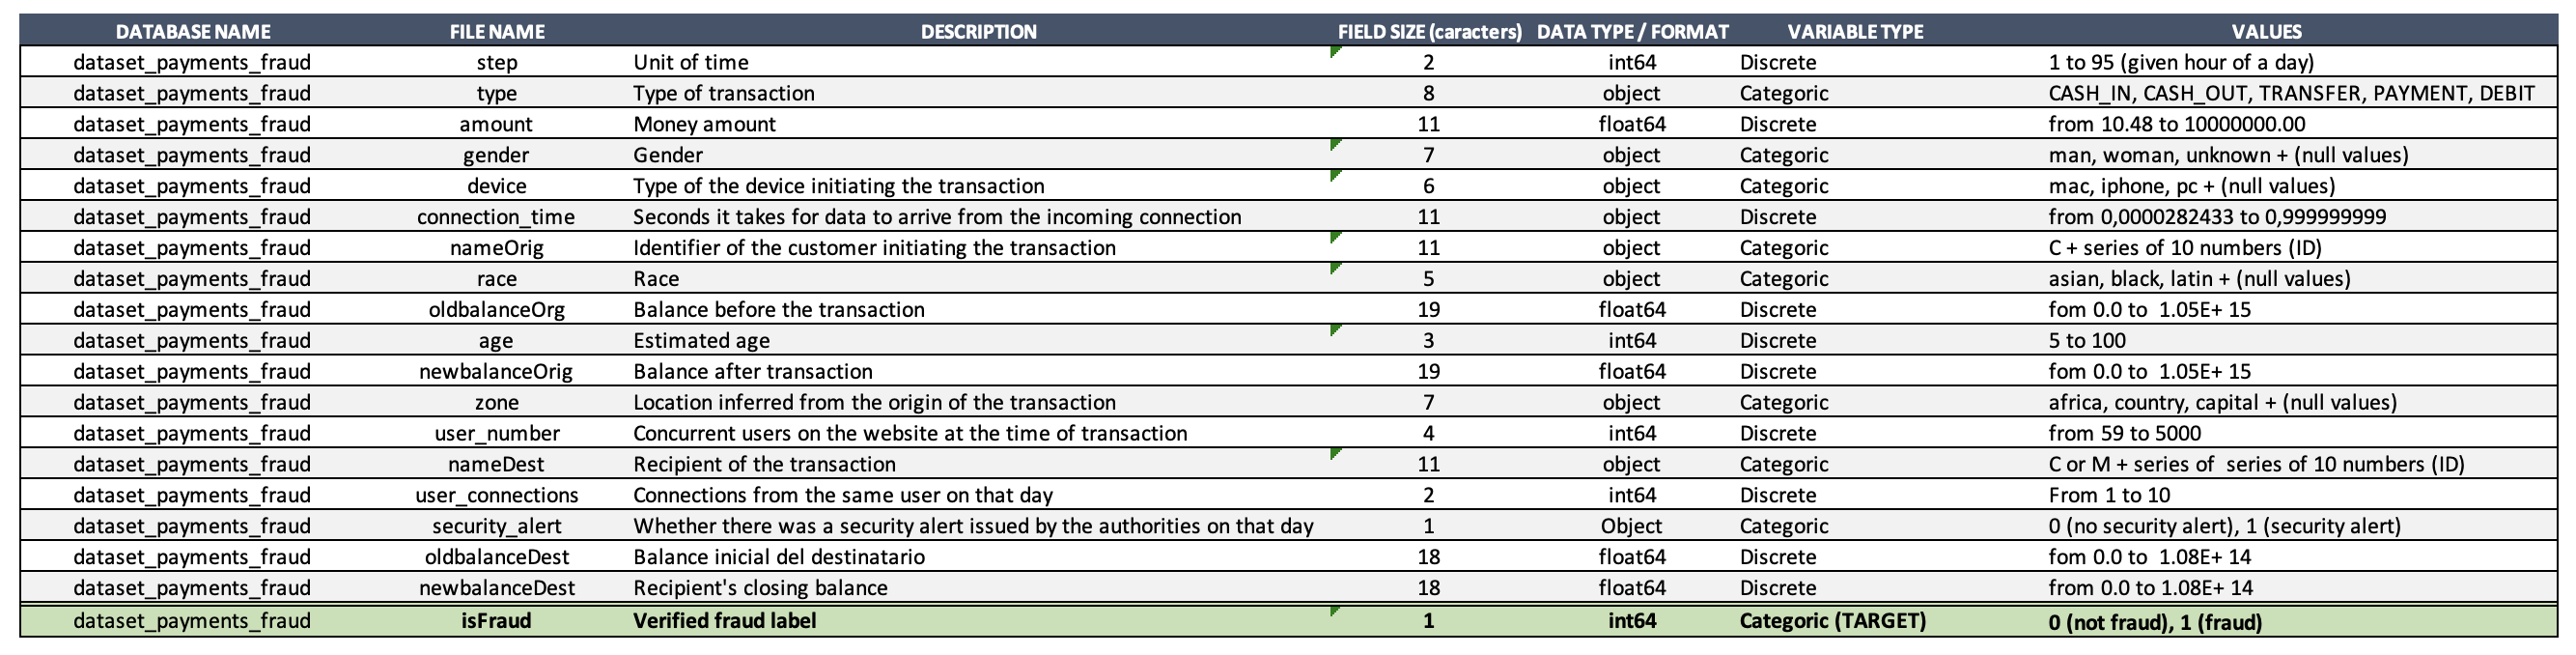 DATABASE NAME FILE NAME DESCRIPTION FIELD SIZE (caracters) DATA TYPE / FORMAT VARIABLE TYPE VALUES
dataset_payments_fraud step Unit of time 2 int64 Discrete 1 to 95 (given hour of a day)
dataset_payments_fraud type Type of transaction 8 object Categoric CASH_IN, CASH_OUT, TRANSFER, PAYMENT, DEBIT
dataset_payments_fraud amount Money amount 11 float64 Discrete from 10.48 to 10000000.00
dataset_payments_fraud gender Gender 7 object Categoric man, woman, unknown + (null values)
dataset_payments_fraud device Type of the device initiating the transaction 6 object Categoric mac, iphone, pc + (null values)
dataset_payments_fraud connection_time Seconds it takes for data to arrive from the incoming connection 11 object Discrete from 0,0000282433 to 0,999999999
dataset_payments_fraud nameOrig Identifier of the customer initiating the transaction 11 object Categoric C + series of 10 numbers (ID)
dataset_payments_fraud race Race 5 object Categoric asian, black, latin + (null values)
dataset_payments_fraud oldbalanceOrg Balance before the transaction 19 float64 Discrete fom 0.0 to 1.05E+ 15
dataset_payments_fraud age Estimated age 3 int64 Discrete 5 to 100
dataset_payments_fraud newbalanceOrig Balance after transaction 19 float64 Discrete fom 0.0 to 1.05E+ 15
dataset_payments_fraud zone Location inferred from the origin of the transaction 7 object Categoric africa, country, capital + (null values)
dataset_payments_fraud user_number Concurrent users on the website at the time of transaction 4 int64 Discrete from 59 to 5000
dataset_payments_fraud nameDest Recipient of the transaction 11 object Categoric C or M + series of series of 10 numbers (ID)
dataset_payments_fraud user_connections Connections from the same user on that day 2 int64 Discrete From 1 to 10
dataset_payments_fraud security_alert Whether there was a security alert issued by the authorities on that day 1 Object Categoric 0 (no security alert), 1 (security alert)
dataset_payments_fraud oldbalanceDest Balance inicial del destinatario 18 float64 Discrete fom 0.0 to 1.08E+ 14
dataset_payments_fraud newbalanceDest Recipient's closing balance 18 float64 Discrete from 0.0 to 1.08E+ 14
dataset_payments_fraud isFraud Verified fraud label 1 int64 Categoric (TARGET) 0 (not fraud), 1 (fraud)